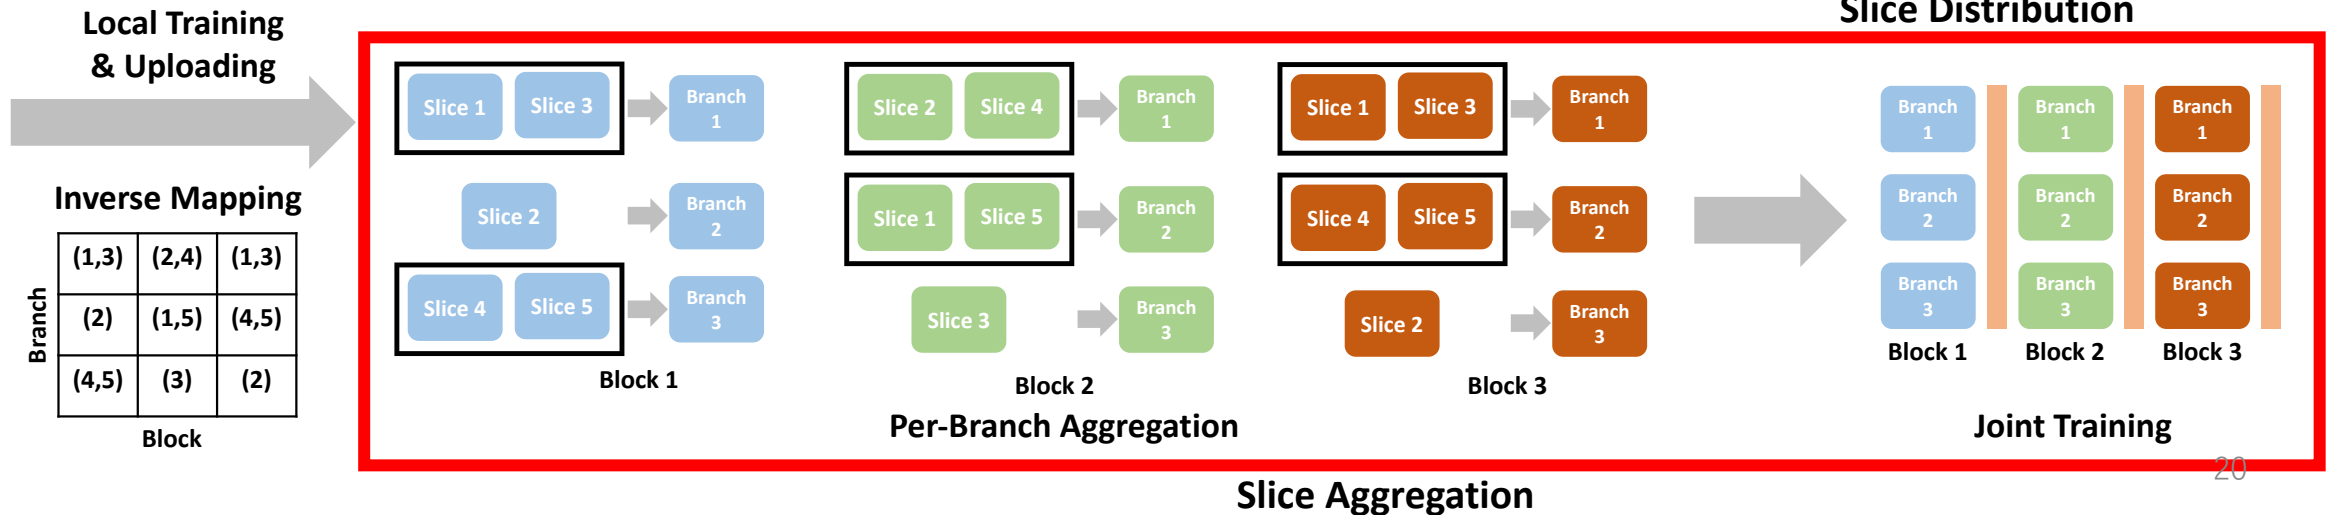 Slice Distribution
Local Training
& Uploading
Inverse Mapping
(1,3) (2,4) (1,3)
(2) (1,5) (4,5)
(4,5) (3) (2)
Branch
Block
Slice 1 Slice 3
Branch
1
Slice 2
Branch
2
Slice 4 Slice 5
Branch
3
Block 1
Slice 2 Slice 4
Branch
1
Slice 1 Slice 5
Branch
2
Slice 3
Branch
3
Block 2
Slice 1 Slice 3
Branch
1
Slice 4 Slice 5
Branch
2
Slice 2
Branch
3
Block 3
Per-Branch Aggregation
Branch
1
Branch
1
Branch
1
Branch
2
Branch
2
Branch
2
Branch
3
Branch
3
Branch
3
Block 1 Block 2 Block 3
Joint Training
20
Slice Aggregation